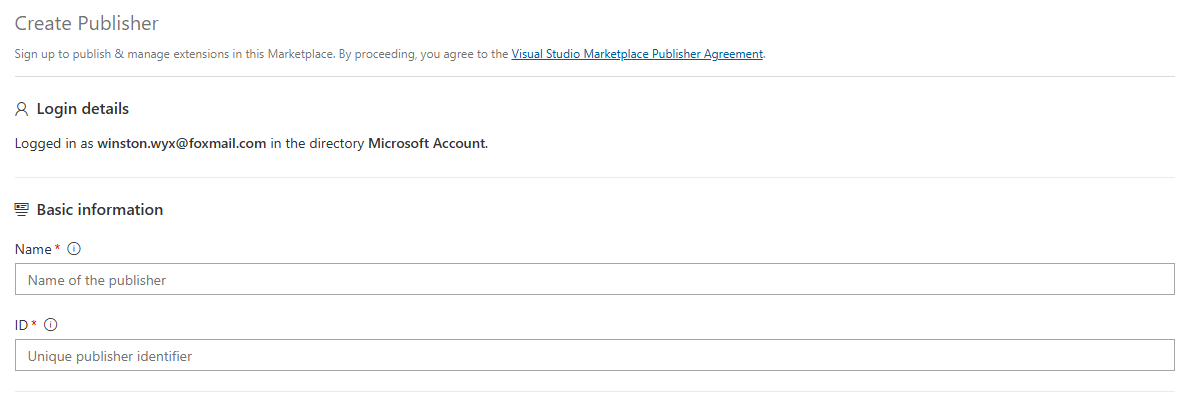 Create Publisher
Sign up to publish & manage extensions in this Marketplace. By proceeding, you agree to the Visual Studio Marketplace Publisher Agreement.
Login details
Logged in as winston.wyx@foxmail.com in the directory Microsoft Account.
Basic information
Name *
Name of the publisher
ID *
Unique publisher identifier